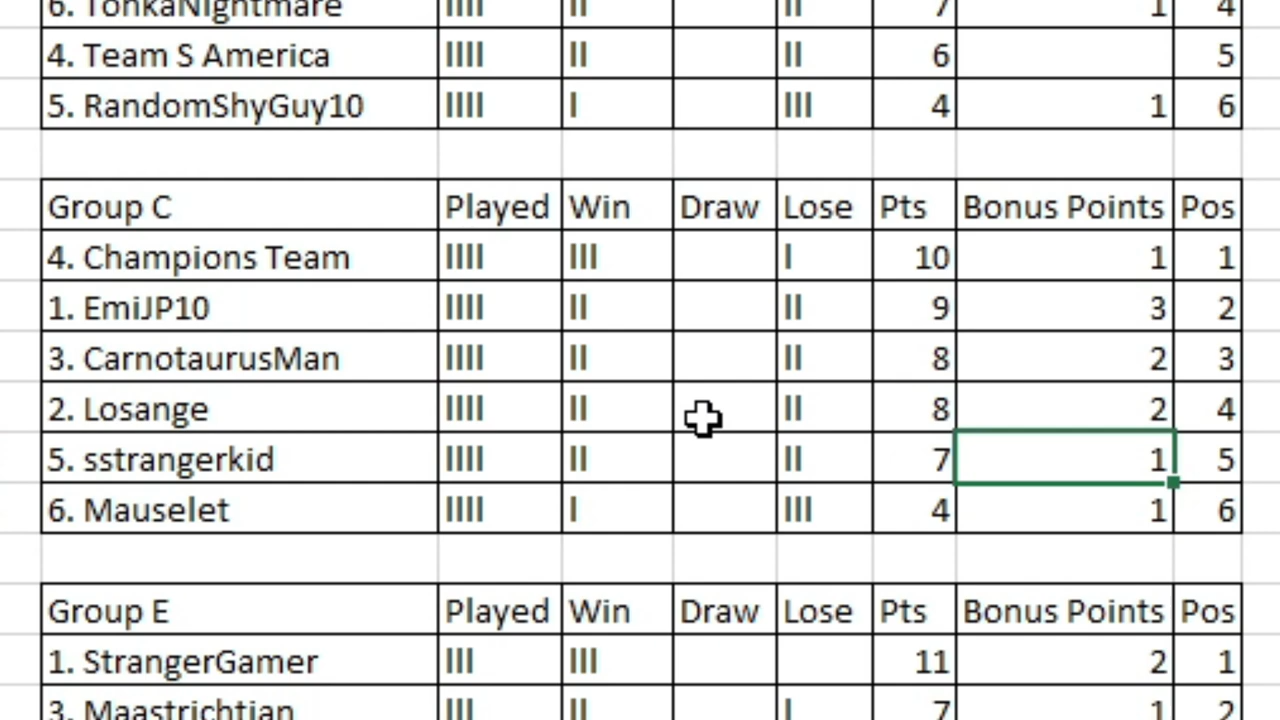 6. TonkaNightmare IIII II II 7 1 4
4. Team S America IIII II II 6 5
5. RandomShyGuy10 IIII I III 4 1 6
Group C Played Win Draw Lose Pts Bonus Points Pos
4. Champions Team IIII III I 10 1 1
1. EmiJP10 IIII II II 9 3 2
3. CarnotaurusMan IIII II II 8 2 3
2. Losange IIII II II 8 2 4
5. sstrangerkid IIII II II 7 1 5
6. Mauselet IIII I III 4 1 6
Group E Played Win Draw Lose Pts Bonus Points Pos
1. StrangerGamer III III 11 2 1
3. Maastrichtian III II I 7 1 2